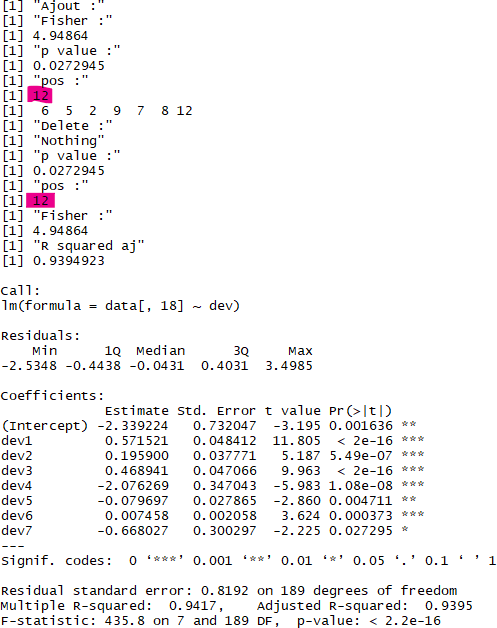 [1] "Ajout :"
[1] "Fisher :"
[1] 4.94864
[1] "p value :"
[1] 0.0272945
[1] "pos :"
[1] 12
[1]  6  5  2  9  7  8 12
[1] "Delete :"
[1] "Nothing"
[1] "p value :"
[1] 0.0272945
[1] "pos :"
[1] 12
[1] "Fisher :"
[1] 4.94864
[1] "R squared aj"
[1] 0.9394923
Call:
lm(formula = data[, 18] ~ dev)
Residuals:
    Min      1Q  Median      3Q     Max
-2.5348 -0.4438 -0.0431  0.4031  3.4985
Coefficients:
             Estimate Std. Error t value Pr(>|t|)
(Intercept) -2.339224   0.732047  -3.195 0.001636 **
dev1         0.571521   0.048412  11.805  < 2e-16 ***
dev2         0.195900   0.037771   5.187 5.49e-07 ***
dev3         0.468941   0.047066   9.963  < 2e-16 ***
dev4        -2.076269   0.347043  -5.983 1.08e-08 ***
dev5        -0.079697   0.027865  -2.860 0.004711 **
dev6         0.007458   0.002058   3.624 0.000373 ***
dev7        -0.668027   0.300297  -2.225 0.027295 *
---
Signif. codes:  0 ‘***’ 0.001 ‘**’ 0.01 ‘*’ 0.05 ‘.’ 0.1 ‘ ’ 1
Residual standard error: 0.8192 on 189 degrees of freedom
Multiple R-squared:  0.9417,    Adjusted R-squared:  0.9395
F-statistic: 435.8 on 7 and 189 DF,  p-value: < 2.2e-16